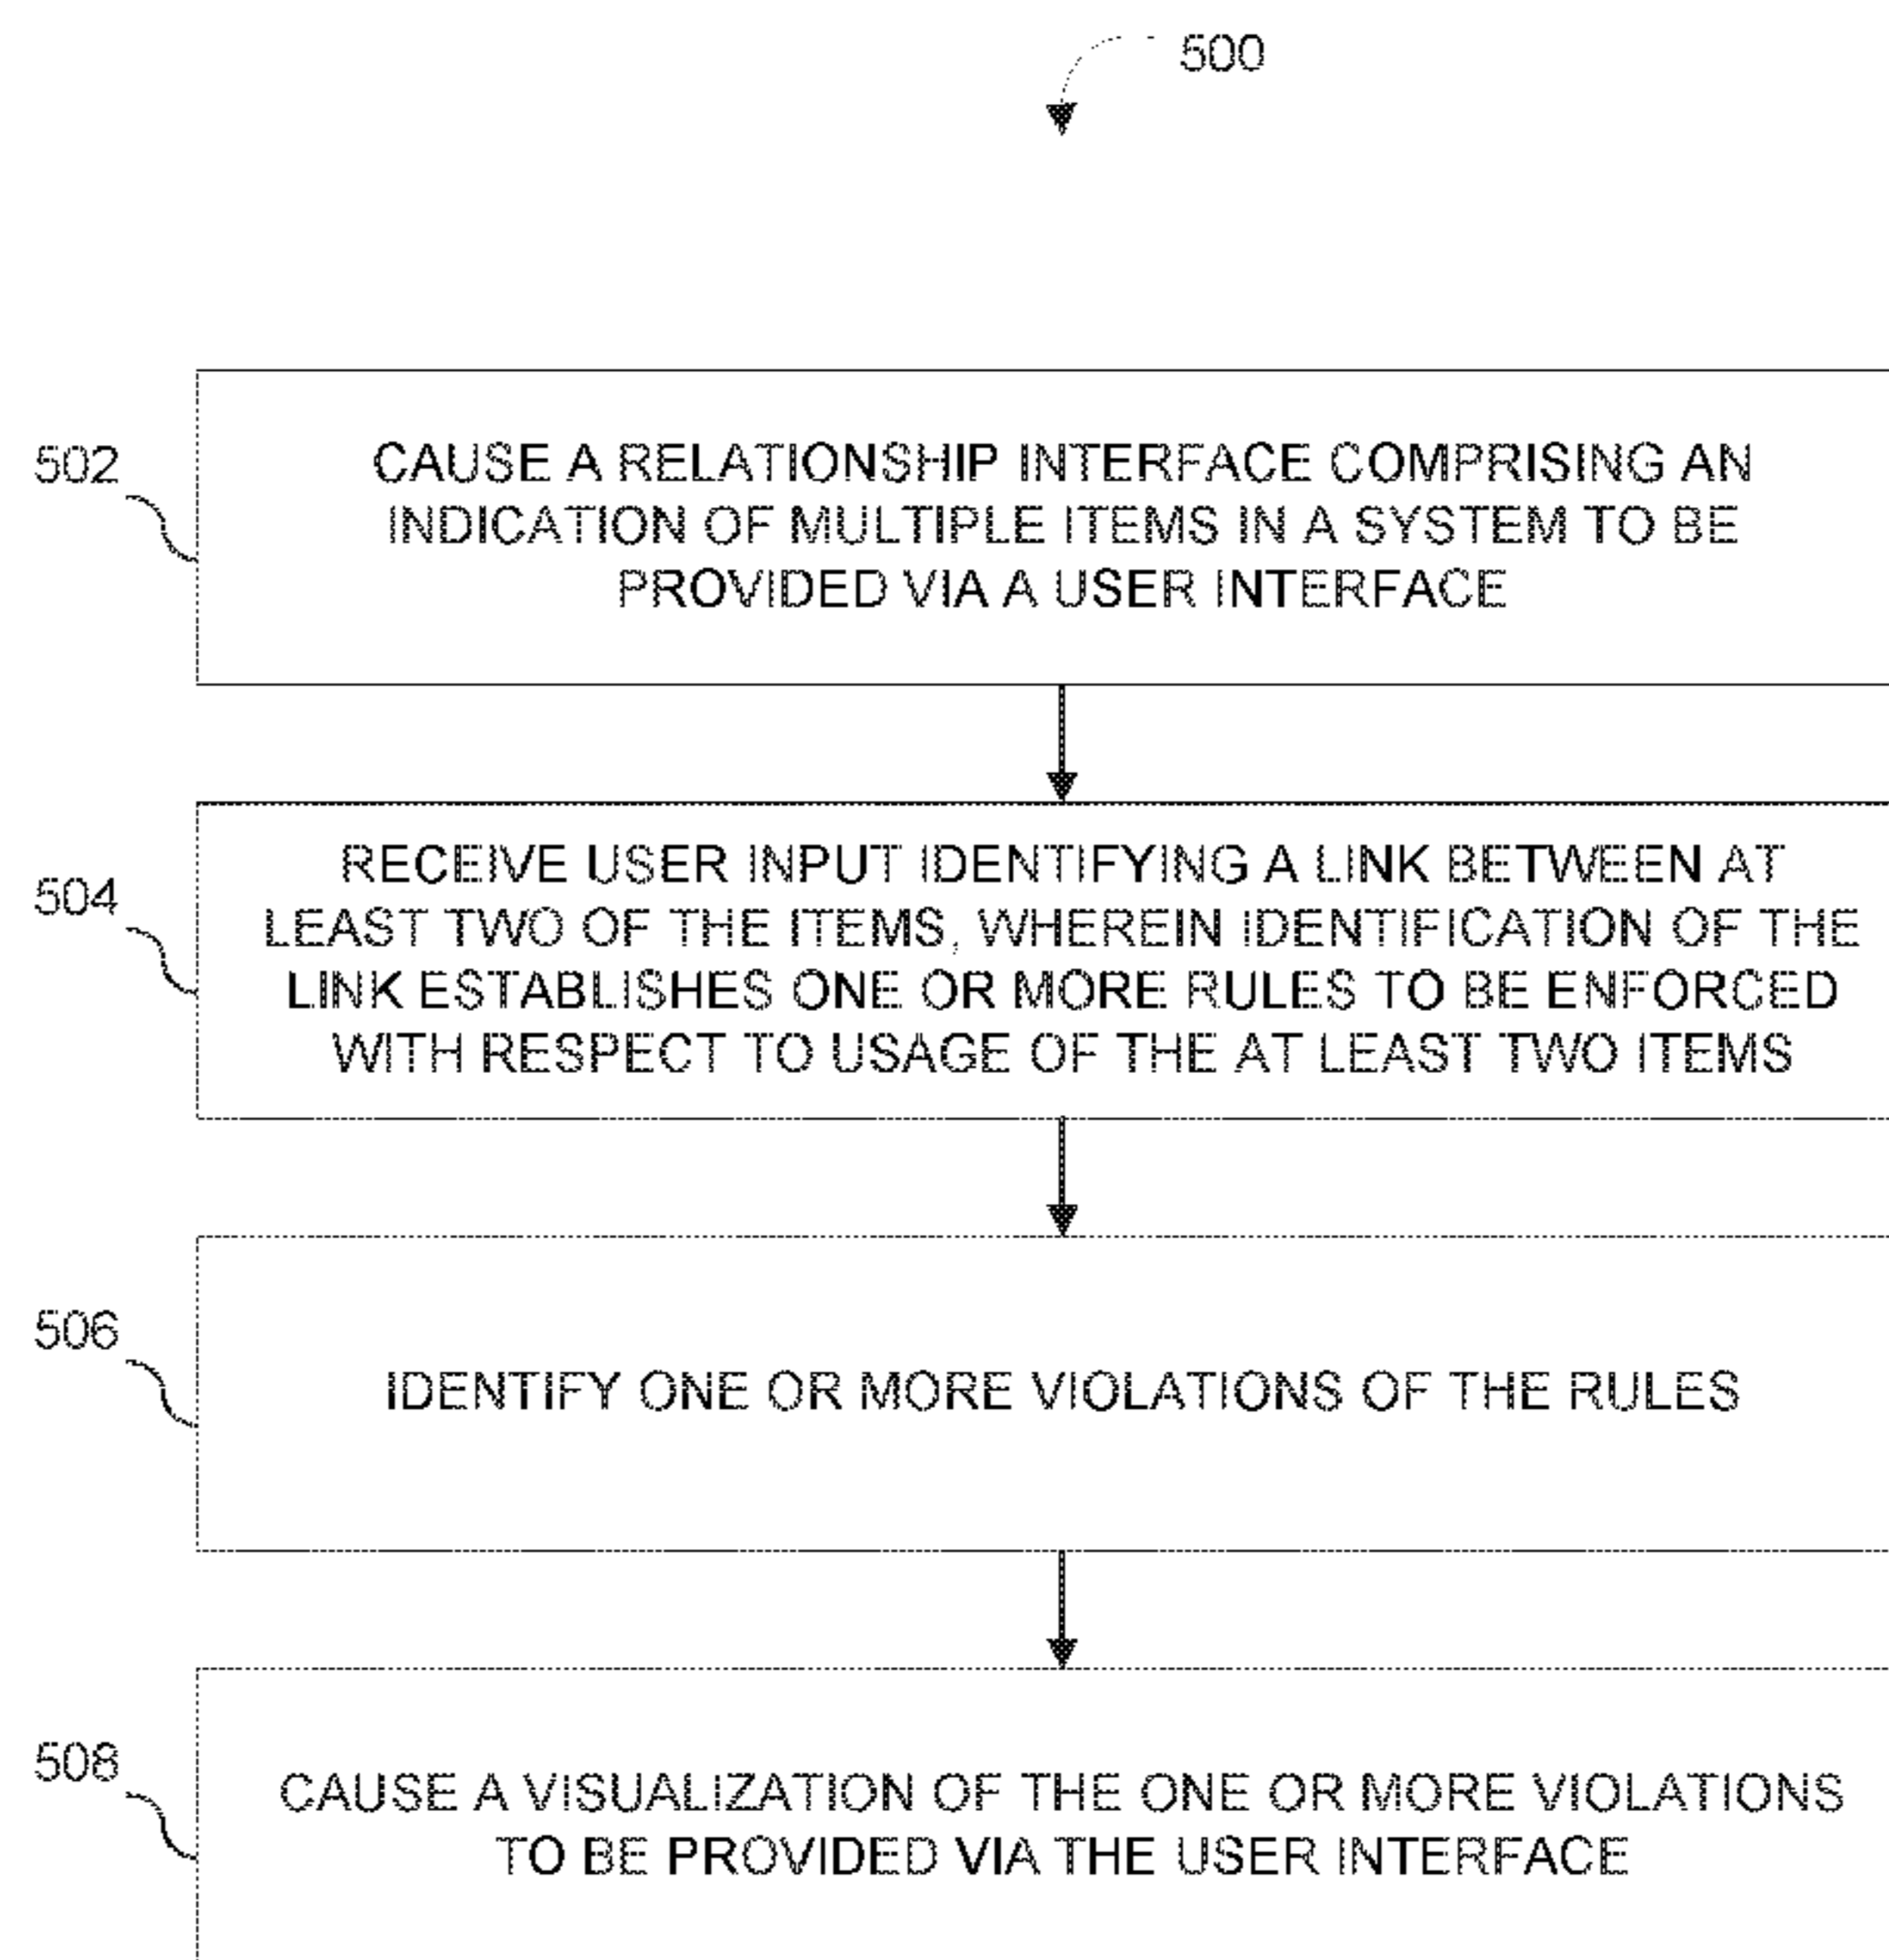 500
502
CAUSE A RELATIONSHIP INTERFACE COMPRISING AN
INDICATION OF MULTIPLE ITEMS IN A SYSTEM TO BE
PROVIDED VIA A USER INTERFACE
504
RECEIVE USER INPUT IDENTIFYING A LINK BETWEEN AT
LEAST TWO OF THE ITEMS, WHEREIN IDENTIFICATION OF THE
LINK ESTABLISHES ONE OR MORE RULES TO BE ENFORCED
WITH RESPECT TO USAGE OF THE AT LEAST TWO ITEMS
506
IDENTIFY ONE OR MORE VIOLATIONS OF THE RULES
508
CAUSE A VISUALIZATION OF THE ONE OR MORE VIOLATIONS
TO BE PROVIDED VIA THE USER INTERFACE